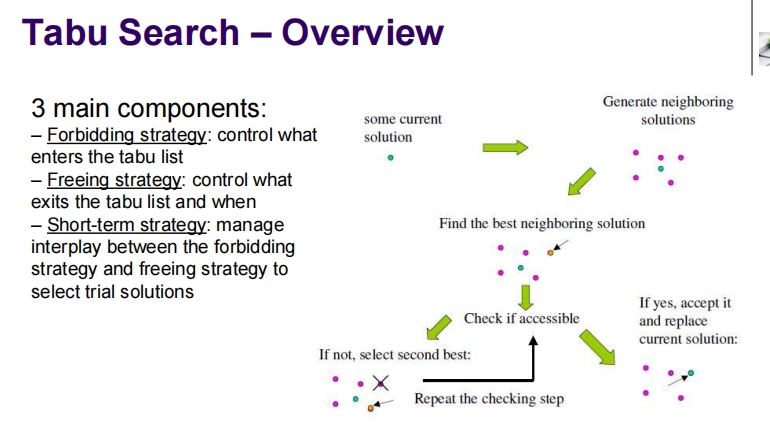 Tabu Search – Overview
3 main components:
– Forbidding strategy: control what
enters the tabu list
– Freeing strategy: control what
exits the tabu list and when
– Short-term strategy: manage
interplay between the forbidding
strategy and freeing strategy to
select trial solutions
some current
solution
Generate neighboring
solutions
Find the best neighboring solution
Check if accessible
If not, select second best:
Repeat the checking step
If yes, accept it
and replace
current solution: